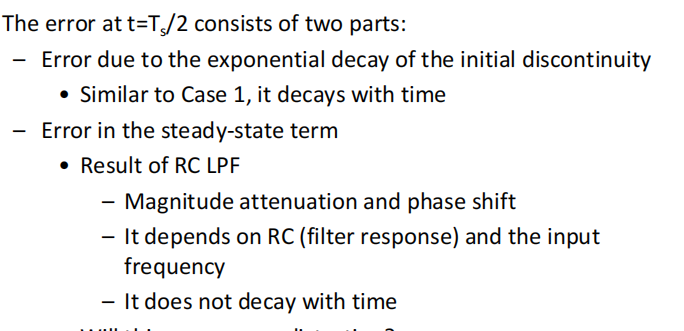 The error at t=Ts/2 consists of two parts:
– Error due to the exponential decay of the initial discontinuity
• Similar to Case 1, it decays with time
– Error in the steady-state term
• Result of RC LPF
– Magnitude attenuation and phase shift
– It depends on RC (filter response) and the input
frequency
– It does not decay with time